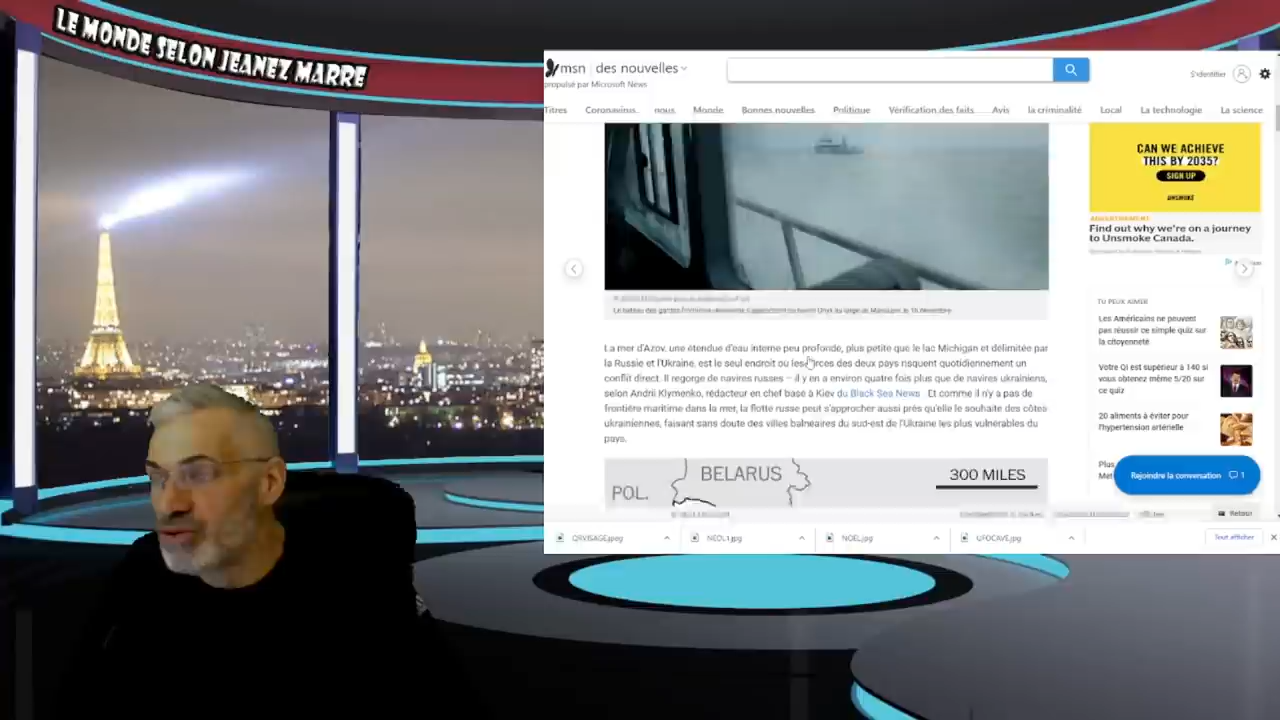 LE MONDE SELON JEANEZ MARRE
msn | des nouvelles
propulsé par Microsoft News
S'identifier
Titres Coronavirus. nous Monde Bonnes nouvelles Politique Vérification des faits Avis la criminalité Local La technologie La science
CAN WE ACHIEVE
THIS BY 2035?
SIGN UP
UNSMOKE
ADVERTISEMENT
Find out why we're on a journey
to Unsmoke Canada.
La mer d'Azov, une étendue d'eau interne peu profonde, plus petite que le lac Michigan et délimitée par
la Russie et l'Ukraine, est le seul endroit où les forces des deux pays risquent quotidiennement un
conflit direct. Il regorge de navires russes – il y en a environ quatre fois plus que de navires ukrainiens,
selon Andrii Klymenko, rédacteur en chef basé à Kiev du Black Sea News . Et comme il n'y a pas de
frontière maritime dans la mer, la flotte russe peut s'approcher aussi près qu'elle le souhaite des côtes
ukrainiennes, faisant sans doute des villes balnéaires du sud-est de l'Ukraine les plus vulnérables du
pays.
BELARUS
POL.
300 MILES
TU PEUX AIMER
Les Américains ne peuvent
pas réussir ce simple quiz sur
la citoyenneté
Votre QI est supérieur à 140 si
vous obtenez même 5/20 sur
ce quiz
20 aliments à éviter pour
l'hypertension artérielle
Plus
Met
Rejoindre la conversation 1
Retour
QRVISAGE.jpeg NEOL1.jpg NOEL.jpg UFOCAVE.jpg Tout afficher